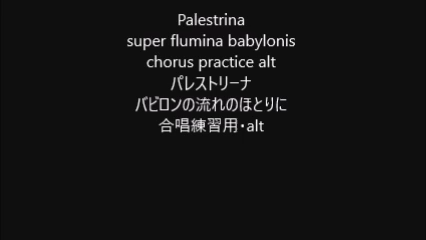 Palestrina
super flumina babylonis
chorus practice alt
パレストリーナ
バビロンの流れのほとりに
合唱練習用・alt